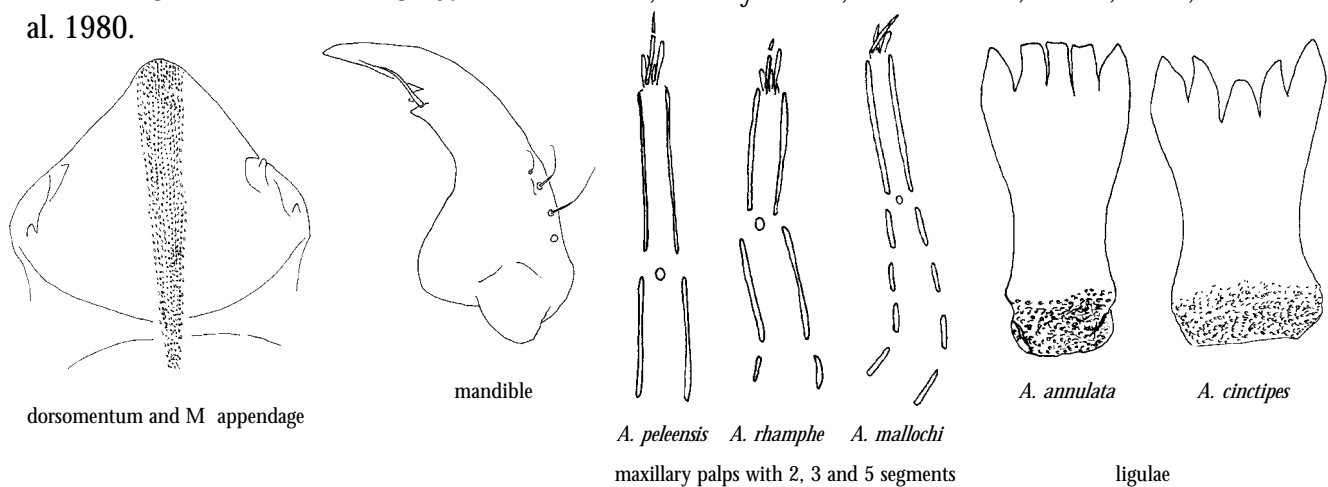 al. 1980.
mandible
dorsomentum and M appendage
A. peleensis A. rhamphe A. mallochi
maxillary palps with 2, 3 and 5 segments
A. annulata A. cinctipes
ligulae